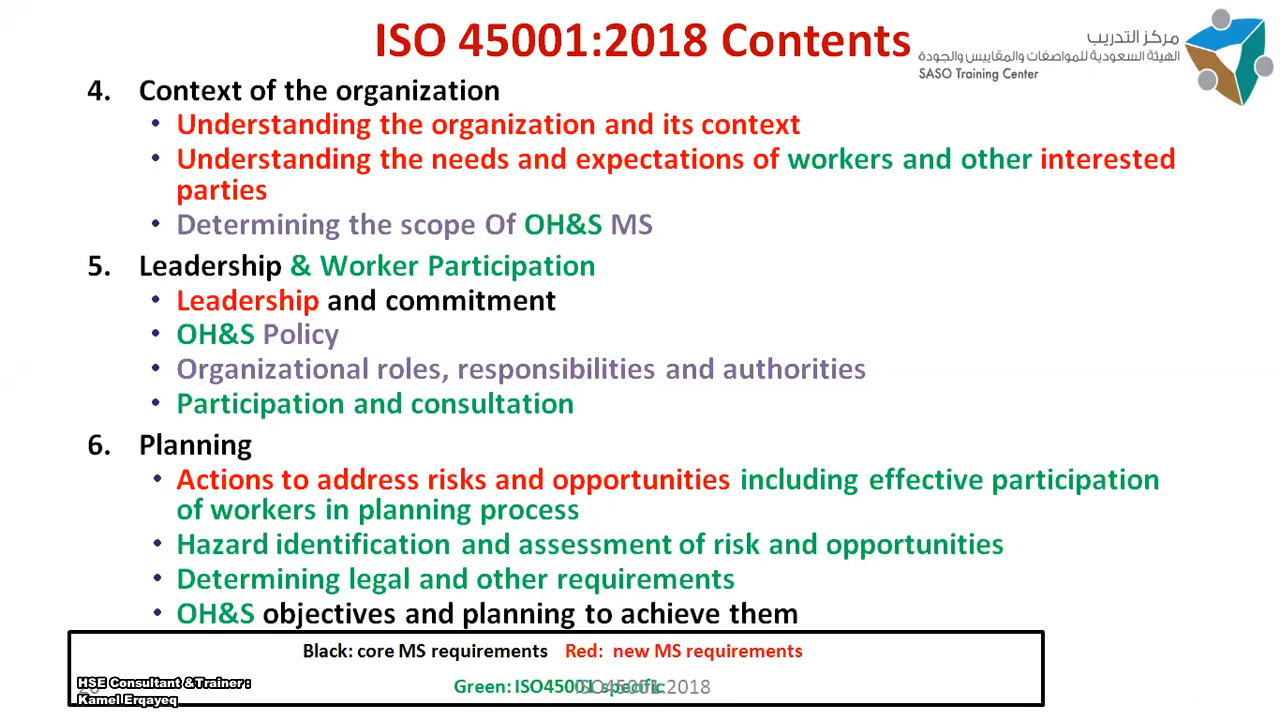 ISO 45001:2018 Contents
مركز التدريب
الهيئة السعودية للمواصفات والمقاييس والجودة
SASO Training Center
4. Context of the organization
• Understanding the organization and its context
• Understanding the needs and expectations of workers and other interested
parties
• Determining the scope Of OH&S MS
5. Leadership & Worker Participation
• Leadership and commitment
• OH&S Policy
• Organizational roles, responsibilities and authorities
• Participation and consultation
6. Planning
• Actions to address risks and opportunities including effective participation
of workers in planning process
• Hazard identification and assessment of risk and opportunities
• Determining legal and other requirements
• OH&S objectives and planning to achieve them
Black: core MS requirements Red: new MS requirements
Green: ISO45001 specific
ISO45001:2018
HSE Consultant &Trainer :
Kamel Erqayeq